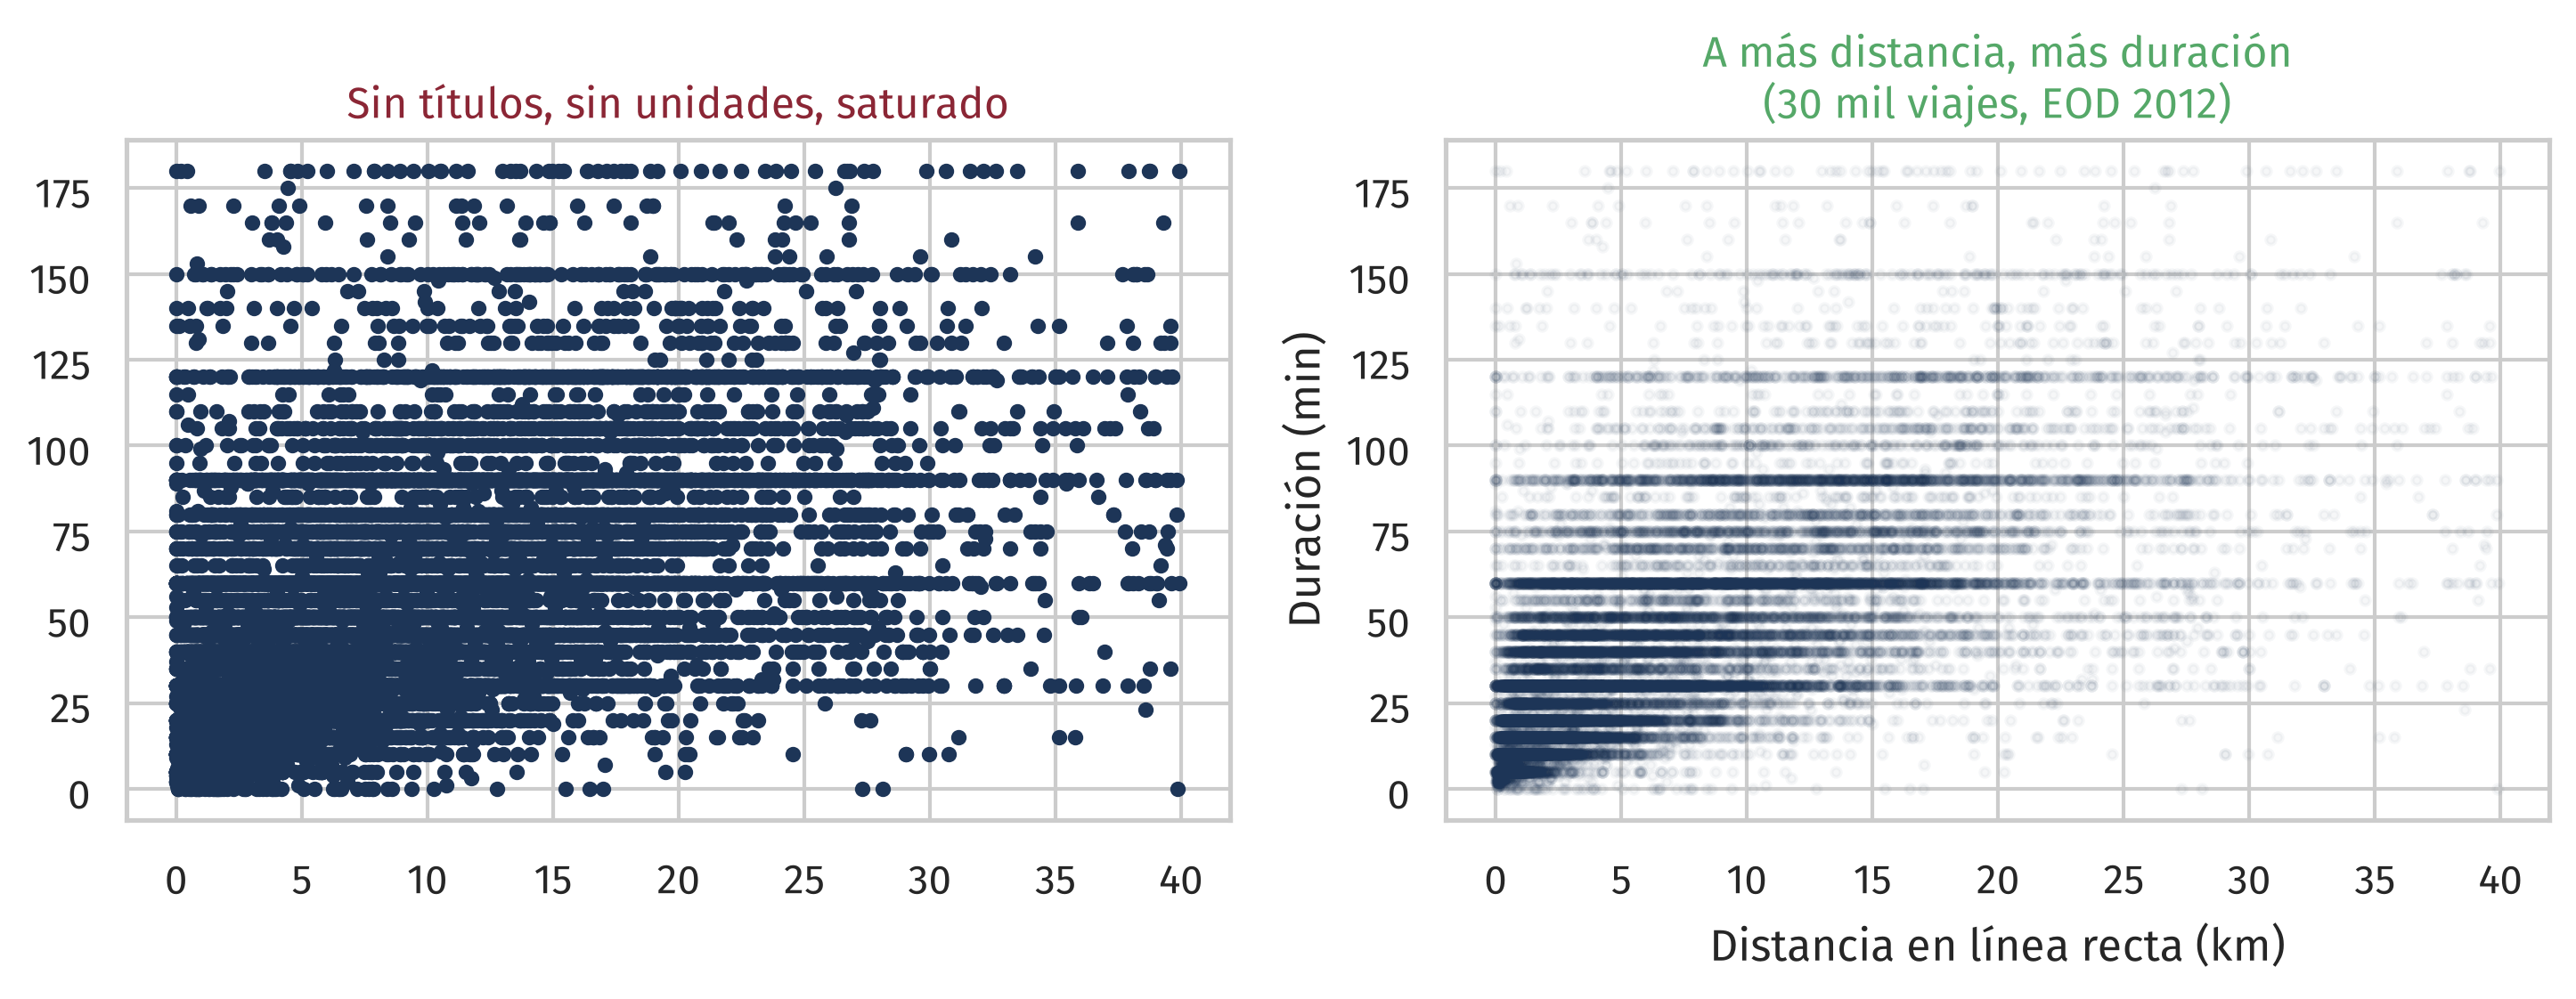 Sin títulos, sin unidades, saturado
175
150
125
100
75
50
25
0
0 5 10 15 20 25 30 35 40
A más distancia, más duración
(30 mil viajes, EOD 2012)
Duración (min)
175
150
125
100
75
50
25
0
0 5 10 15 20 25 30 35 40
Distancia en línea recta (km)